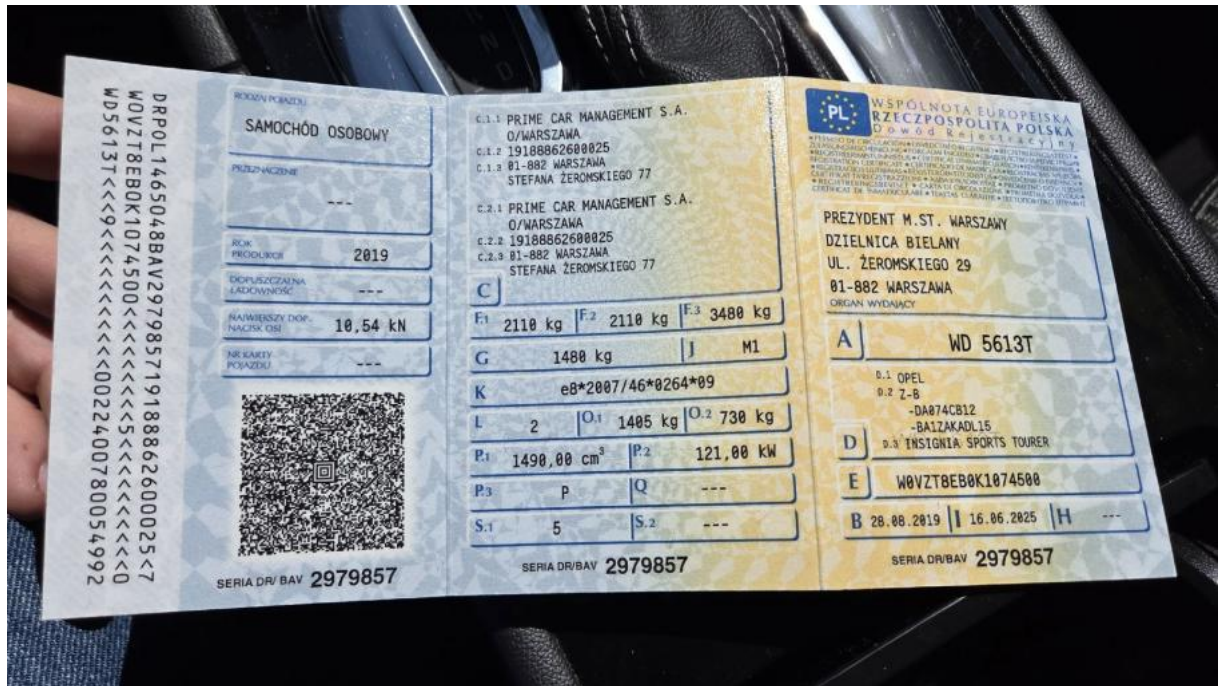 DRPOL1465048BAV297985719188862600025<7
W0VZT8EB0K1074500<<<<<<<5<<<<<<<<<<0
RODZAJ POJAZDU
SAMOCHÓD OSOBOWY
PRZEZNACZENIE
---
ROK PRODUKCJI
2019
DOPUSZCZALNA ŁADOWNOŚĆ
---
NAJWIĘKSZY DOP. NACISK OSI
10,54 kN
NR KARTY POJAZDU
---
SERIA DR/ BAV 2979857
C.1.1 PRIME CAR MANAGEMENT S.A.
O/WARSZAWA
C.1.2 19188862600025
C.1.3 01-882 WARSZAWA
STEFANA ŻEROMSKIEGO 77
C.2.1 PRIME CAR MANAGEMENT S.A.
O/WARSZAWA
C.2.2 19188862600025
C.2.3 01-882 WARSZAWA
STEFANA ŻEROMSKIEGO 77
C
F.1 2110 kg F.2 2110 kg F.3 3480 kg
G 1480 kg J M1
K e8*2007/46*0264*09
L 2 O.1 1405 kg O.2 730 kg
P.1 1490,00 cm³ P.2 121,00 kW
P.3 P Q ---
S.1 5 S.2 ---
SERIA DR/BAV 2979857
PL
WSPÓLNOTA EUROPEJSKA
RZECZPOSPOLITA POLSKA
Dowód Rejestracyjny
PREZYDENT M.ST. WARSZAWY
DZIELNICA BIELANY
UL. ŻEROMSKIEGO 29
01-882 WARSZAWA
ORGAN WYDAJĄCY
A WD 5613T
D.1 OPEL
D.2 Z-B
-DA074CB12
-BA1ZAKADL15
D D.3 INSIGNIA SPORTS TOURER
E W0VZT8EB0K1074500
B 28.08.2019 I 16.06.2025 H ---
SERIA DR/BAV 2979857